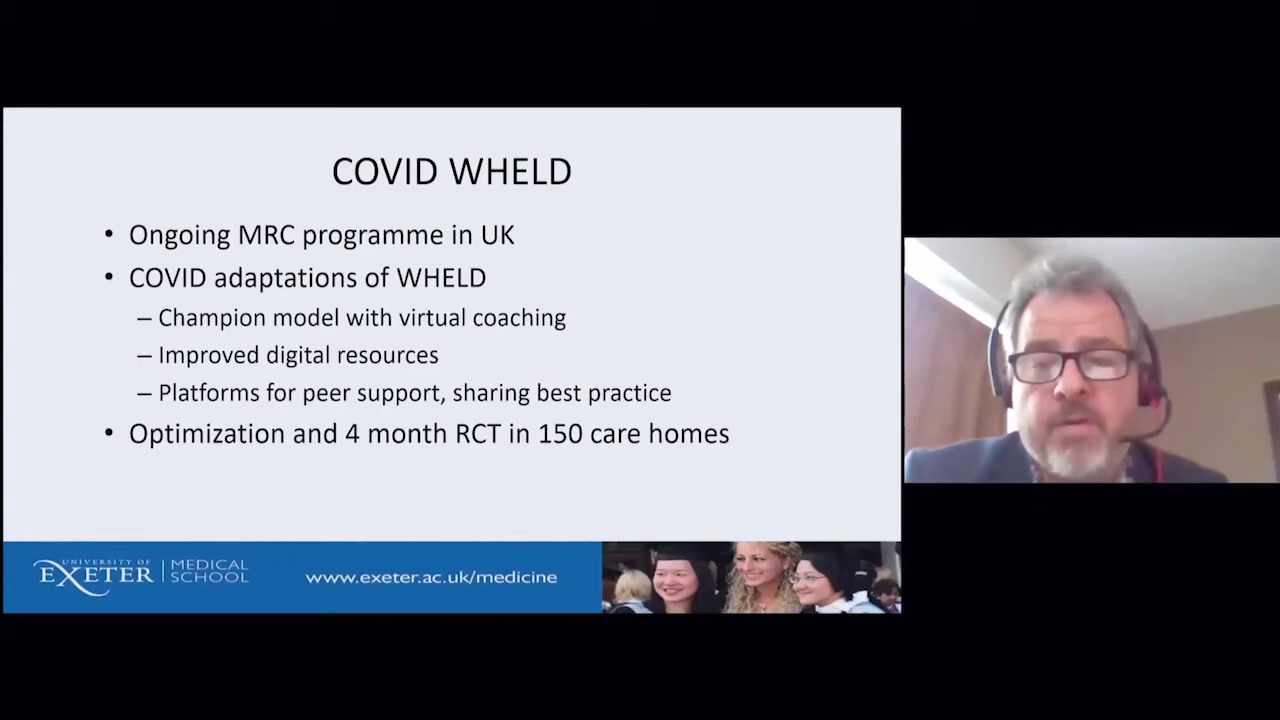 COVID WHELD
• Ongoing MRC programme in UK
• COVID adaptations of WHELD
– Champion model with virtual coaching
– Improved digital resources
– Platforms for peer support, sharing best practice
• Optimization and 4 month RCT in 150 care homes
UNIVERSITY OF
EXETER
MEDICAL
SCHOOL
www.exeter.ac.uk/medicine